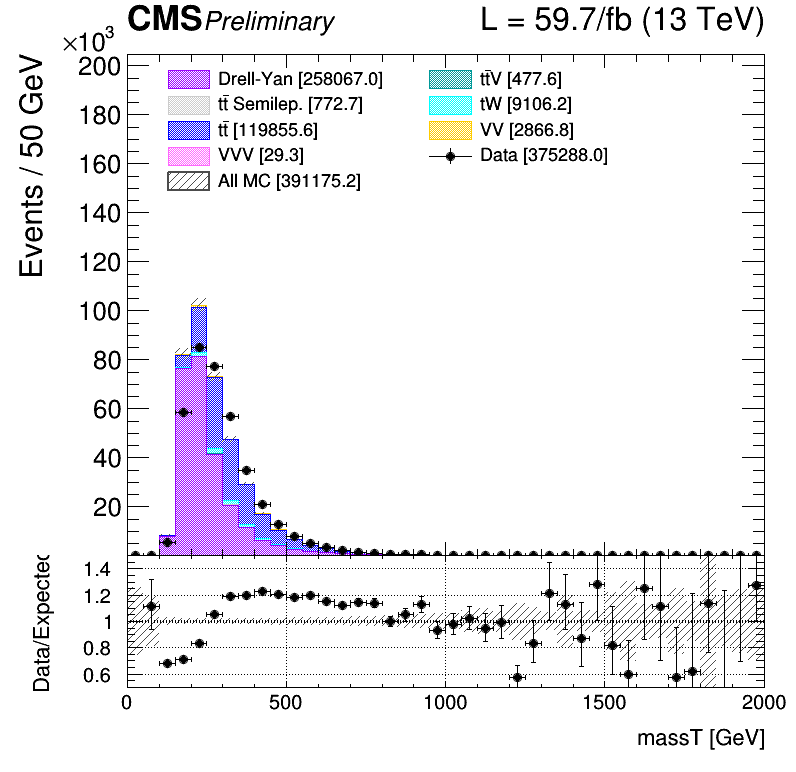 CMS Preliminary L = 59.7/fb (13 TeV)
×10³
Events / 50 GeV
200
180
160
140
120
100
80
60
40
20
Drell-Yan [258067.0]
tt̄ Semilep. [772.7]
tt̄ [119855.6]
VVV [29.3]
All MC [391175.2]
tt̄V [477.6]
tW [9106.2]
VV [2866.8]
Data [375288.0]
Data/Expected
1.4
1.2
1
0.8
0.6
0 500 1000 1500 2000
massT [GeV]